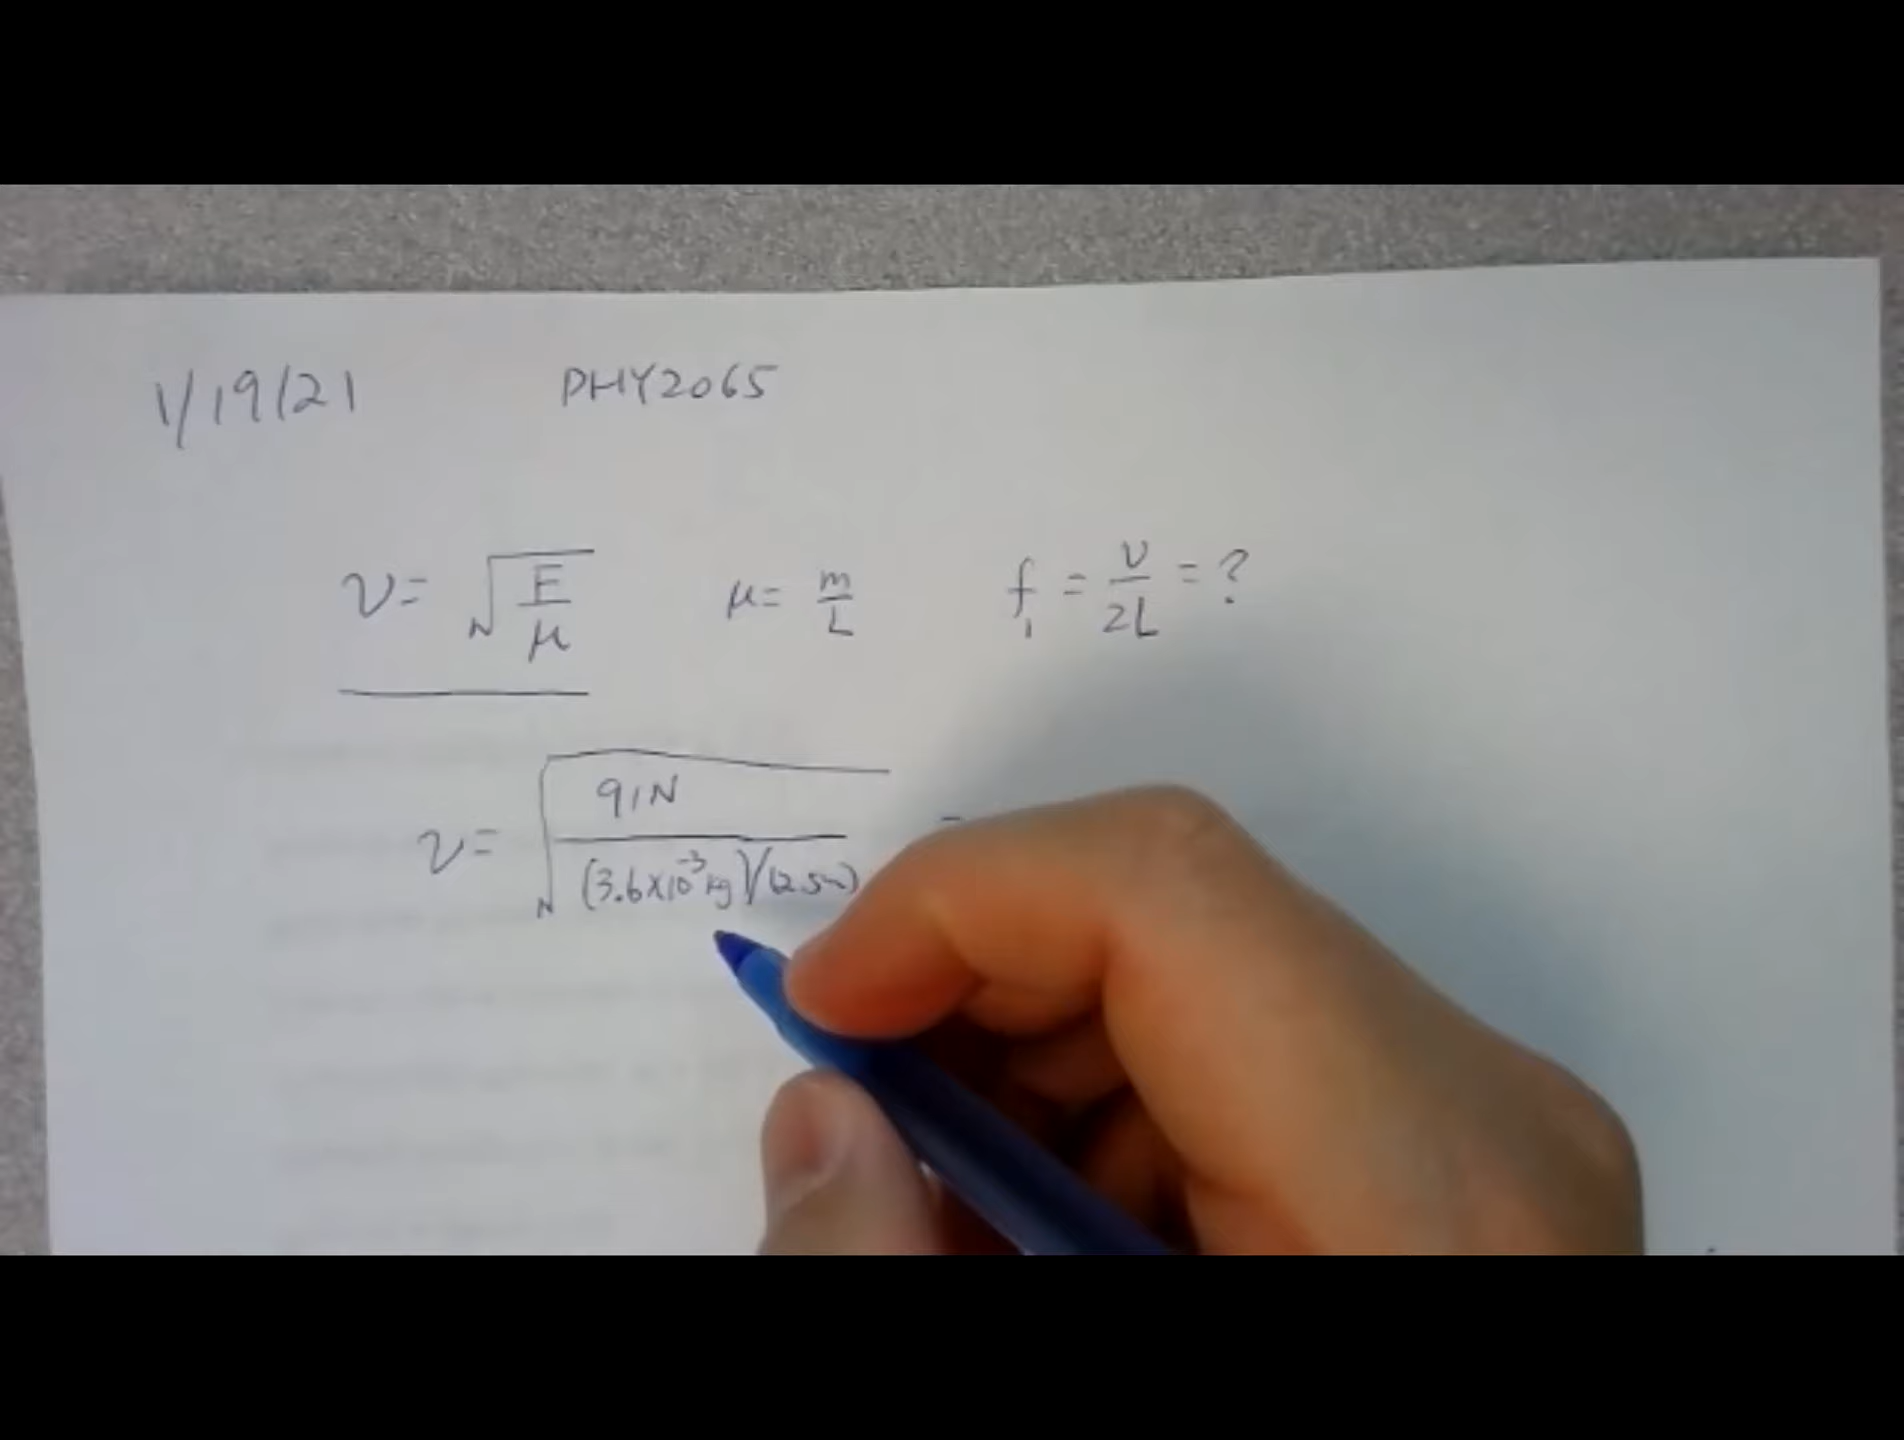 1/19/21 PHY2065
v = √(F/μ) μ = m/L f₁ = v/2L = ?
v = √(91N/((3.6×10⁻³kg)/(2.5m))) =